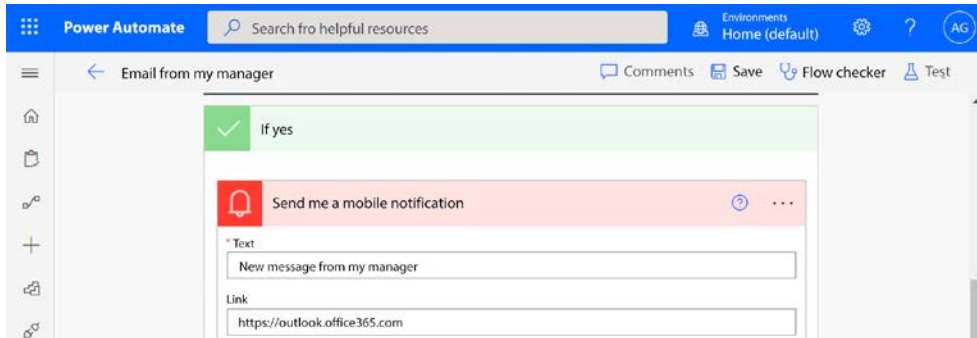 Power Automate
Search fro helpful resources
Environments
Home (default)
?
AG
Email from my manager
Comments
Save
Flow checker
Test
If yes
Send me a mobile notification
?
...
* Text
New message from my manager
Link
https://outlook.office365.com